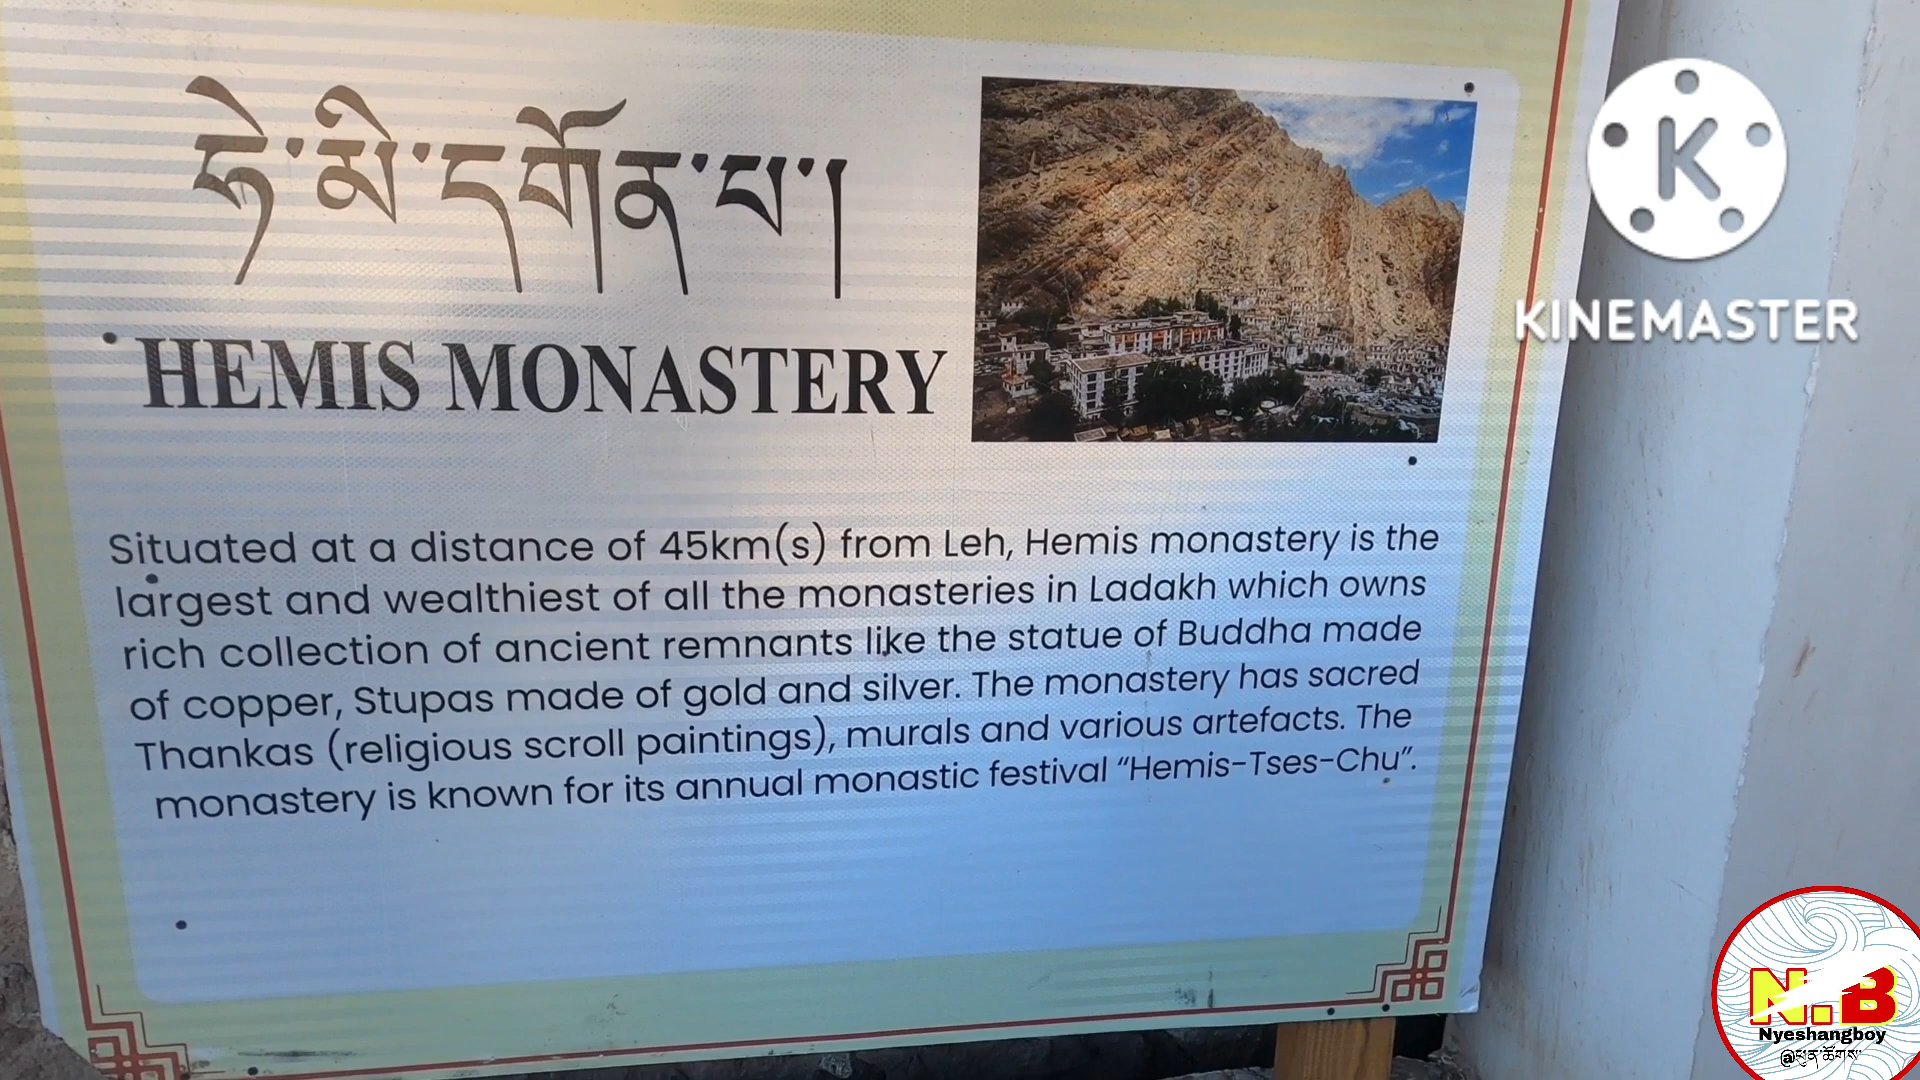 ཧེ་མི་དགོན་པ་།
HEMIS MONASTERY
Situated at a distance of 45km(s) from Leh, Hemis monastery is the
largest and wealthiest of all the monasteries in Ladakh which owns
rich collection of ancient remnants like the statue of Buddha made
of copper, Stupas made of gold and silver. The monastery has sacred
Thankas (religious scroll paintings), murals and various artefacts. The
monastery is known for its annual monastic festival “Hemis-Tses-Chu”.
K
KINEMASTER
N.B
Nyeshangboy